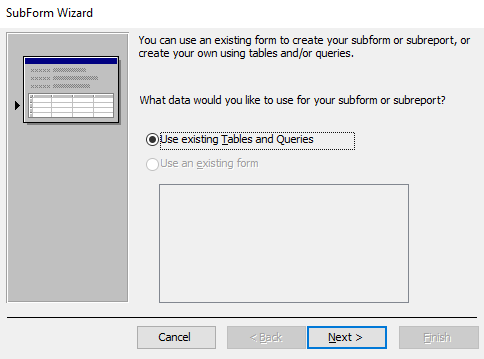 SubForm Wizard
You can use an existing form to create your subform or subreport, or
create your own using tables and/or queries.
What data would you like to use for your subform or subreport?
Use existing Tables and Queries
Use an existing form
Cancel
< Back
Next >
Finish